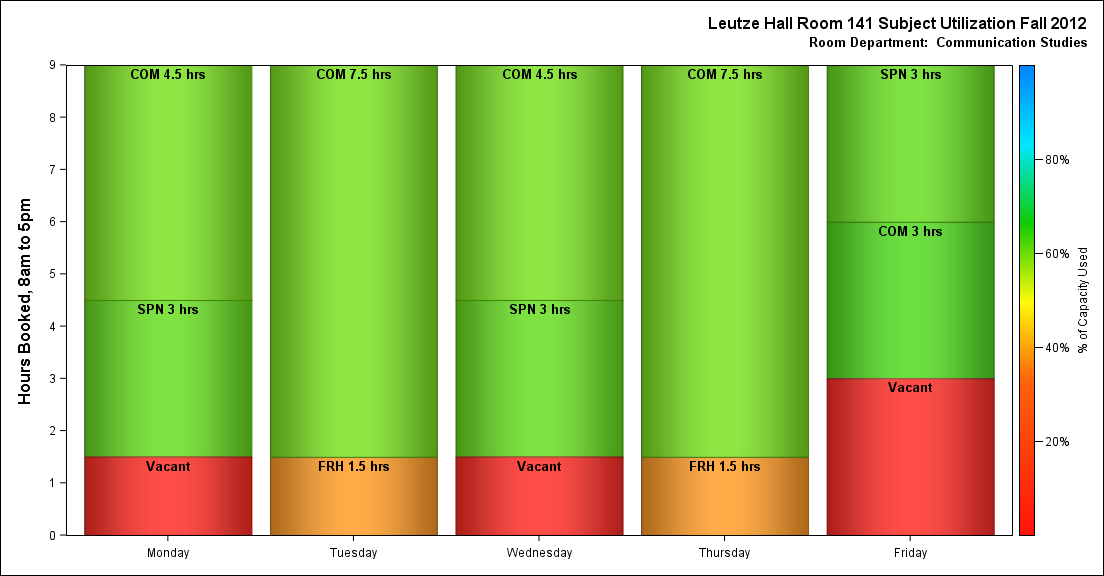 Leutze Hall Room 141 Subject Utilization Fall 2012
Room Department:  Communication Studies
Hours Booked, 8am to 5pm
9
8
7
6
5
4
3
2
1
0
COM 4.5 hrs
SPN 3 hrs
Vacant
COM 7.5 hrs
FRH 1.5 hrs
COM 4.5 hrs
SPN 3 hrs
Vacant
COM 7.5 hrs
FRH 1.5 hrs
SPN 3 hrs
COM 3 hrs
Vacant
Monday
Tuesday
Wednesday
Thursday
Friday
80%
60%
40%
20%
% of Capacity Used